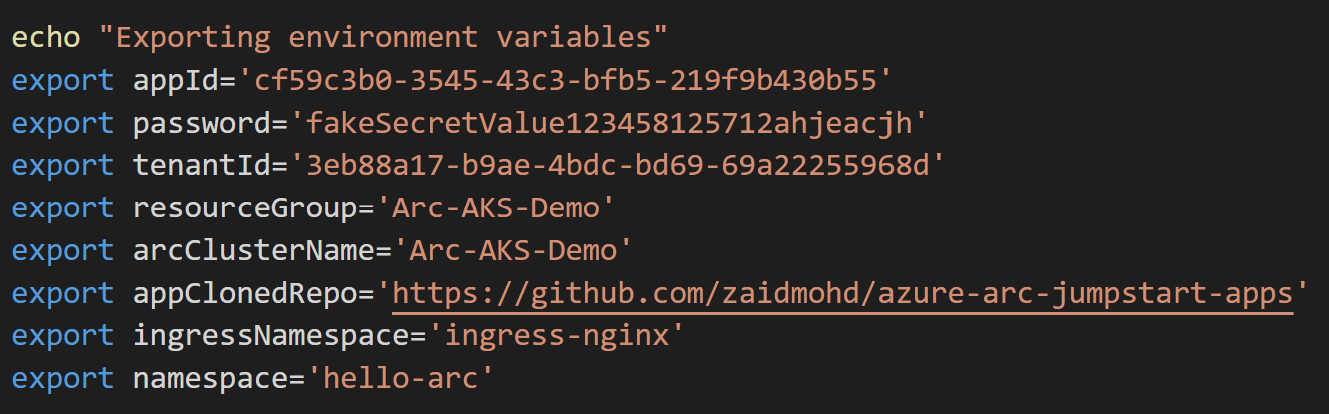 echo "Exporting environment variables"
export appId='cf59c3b0-3545-43c3-bfb5-219f9b430b55'
export password='fakeSecretValue123458125712ahjeacjh'
export tenantId='3eb88a17-b9ae-4bdc-bd69-69a22255968d'
export resourceGroup='Arc-AKS-Demo'
export arcClusterName='Arc-AKS-Demo'
export appClonedRepo='https://github.com/zaidmohd/azure-arc-jumpstart-apps'
export ingressNamespace='ingress-nginx'
export namespace='hello-arc'